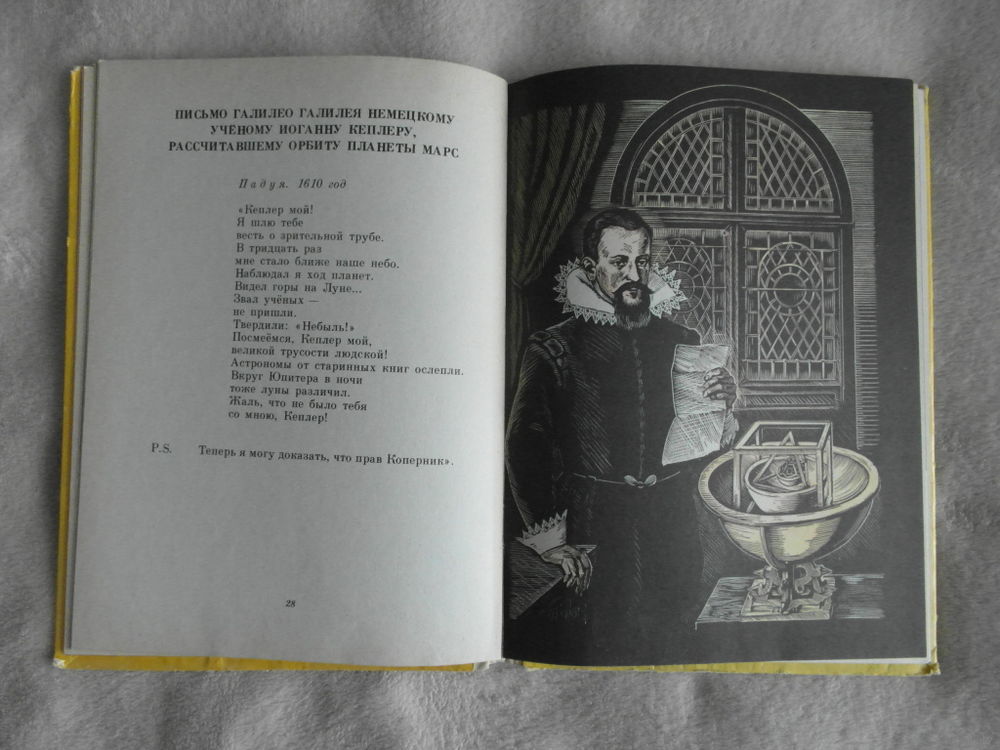 ПИСЬМО ГАЛИЛЕО ГАЛИЛЕЯ НЕМЕЦКОМУ
УЧЁНОМУ ИОГАННУ КЕПЛЕРУ,
РАССЧИТАВШЕМУ ОРБИТУ ПЛАНЕТЫ МАРС
Падуя. 1610 год
«Кеплер мой!
Я шлю тебе
весть о зрительной трубе.
В тридцать раз
мне стало ближе наше небо.
Наблюдал я ход планет.
Видел горы на Луне...
Звал учёных —
не пришли.
Твердили: «Небыль!»
Посмеёмся, Кеплер мой,
великой трусости людской!
Астрономы от старинных книг ослепли.
Вкруг Юпитера в ночи
тоже луны различил.
Жаль, что не было тебя
со мною, Кеплер!
P.S. Теперь я могу доказать, что прав Коперник».
28